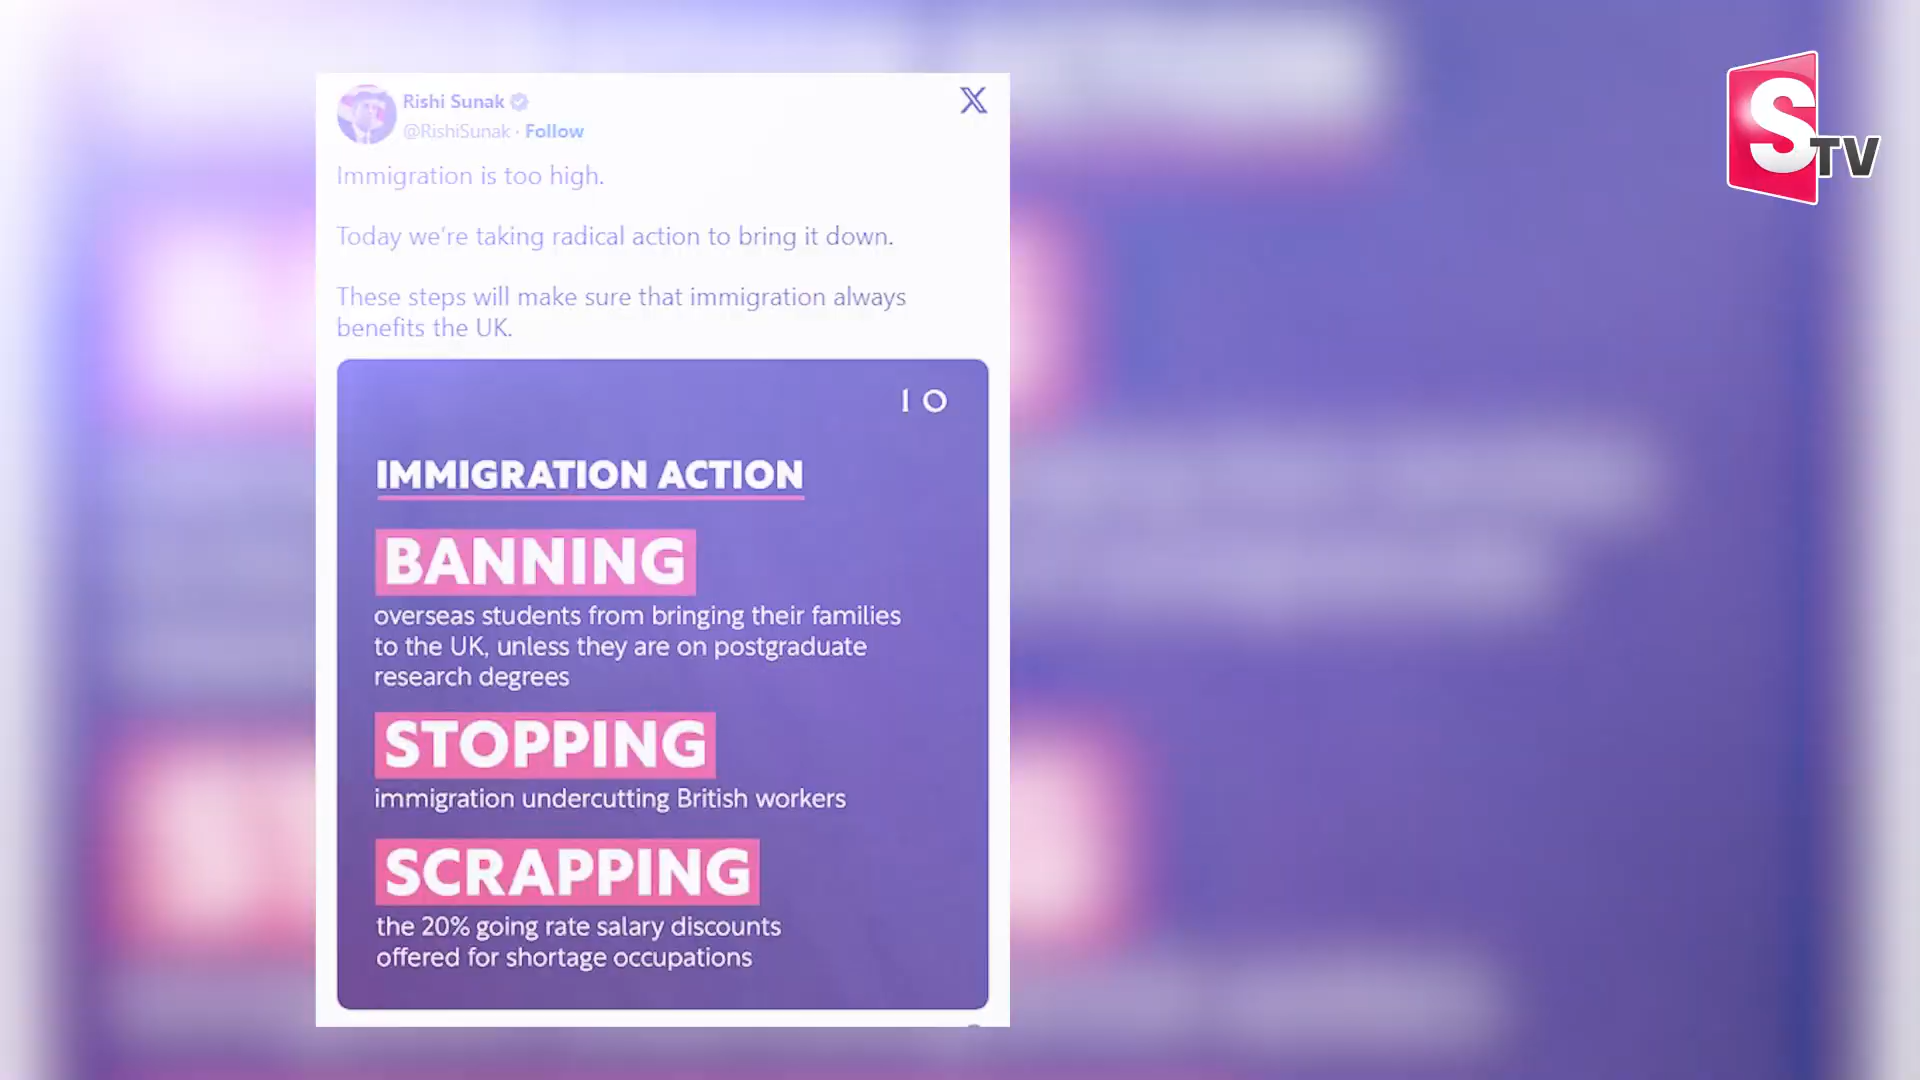 Rishi Sunak
@RishiSunak · Follow
Immigration is too high.
Today we're taking radical action to bring it down.
These steps will make sure that immigration always
benefits the UK.
10
IMMIGRATION ACTION
BANNING
overseas students from bringing their families
to the UK, unless they are on postgraduate
research degrees
STOPPING
immigration undercutting British workers
SCRAPPING
the 20% going rate salary discounts
offered for shortage occupations
STV